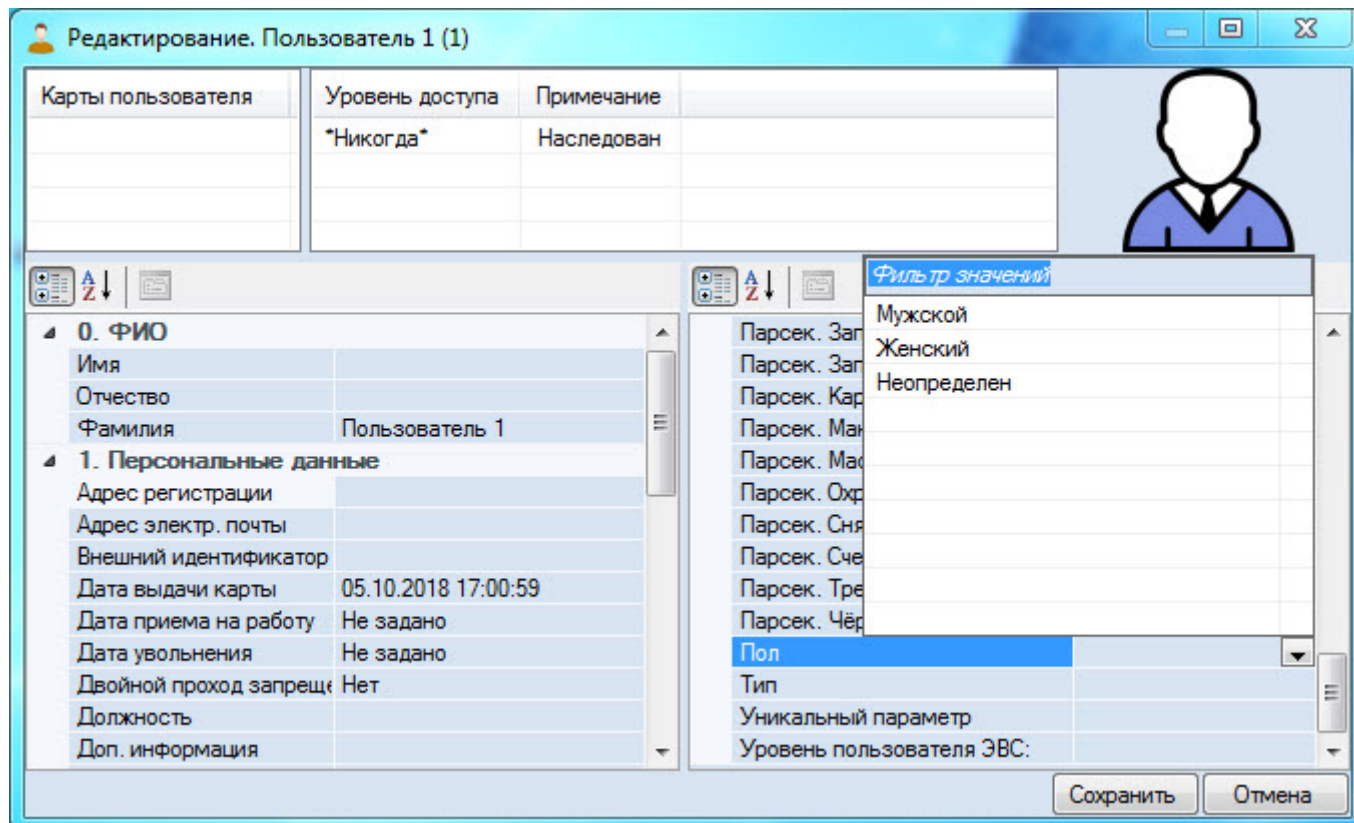 Редактирование. Пользователь 1 (1)
Карты пользователя
Уровень доступа Примечание
*Никогда* Наследован
Фильтр значений
Мужской
Женский
Неопределен
0. ФИО
Имя
Отчество
Фамилия Пользователь 1
1. Персональные данные
Адрес регистрации
Адрес электр. почты
Внешний идентификатор
Дата выдачи карты 05.10.2018 17:00:59
Дата приема на работу Не задано
Дата увольнения Не задано
Двойной проход запреще Нет
Должность
Доп. информация
Парсек. Зап
Парсек. Зап
Парсек. Кар
Парсек. Мак
Парсек. Мас
Парсек. Охр
Парсек. Сня
Парсек. Сче
Парсек. Тре
Парсек. Чёр
Пол
Тип
Уникальный параметр
Уровень пользователя ЭВС:
Сохранить Отмена